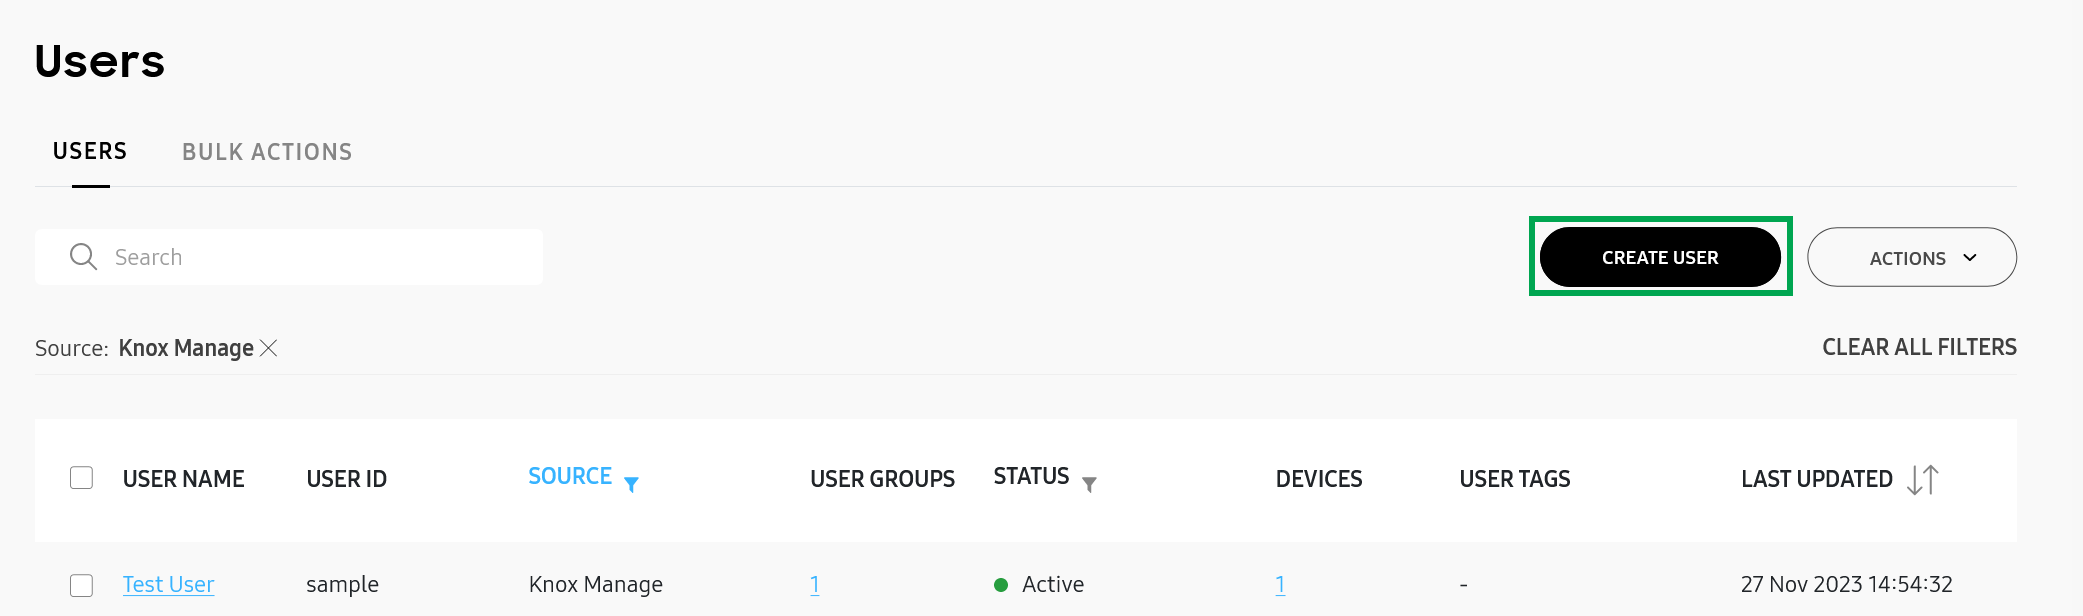 Users
USERS BULK ACTIONS
Search CREATE USER ACTIONS
Source: Knox Manage CLEAR ALL FILTERS
USER NAME USER ID SOURCE USER GROUPS STATUS DEVICES USER TAGS LAST UPDATED
Test User sample Knox Manage 1 Active 1 - 27 Nov 2023 14:54:32